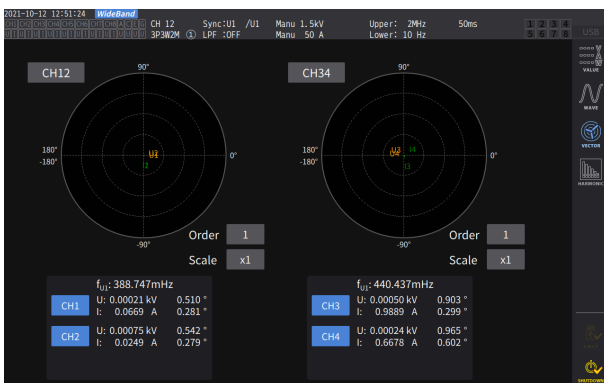 2021-10-12 12:51:24 WideBand
CH 12 Sync:U1 /U1 Manu 1.5kV Upper: 2MHz 50ms
3P3W2M ① LPF :OFF Manu 50 A Lower: 10 Hz
1 2 3 4
5 6 7 8
USB
VALUE
WAVE
VECTOR
HARMONIC
SHUTDOWN
CH12
90°
180°
-180°
0°
-90°
U1
I2
Order 1
Scale x1
CH34
90°
180°
-180°
0°
-90°
U3 I4
U4
I3
Order 1
Scale x1
fU1: 388.747mHz
CH1 U: 0.00021 kV 0.510 °
I: 0.0669 A 0.281 °
CH2 U: 0.00075 kV 0.542 °
I: 0.0249 A 0.279 °
fU1: 440.437mHz
CH3 U: 0.00050 kV 0.903 °
I: 0.9889 A 0.299 °
CH4 U: 0.00024 kV 0.965 °
I: 0.6678 A 0.602 °